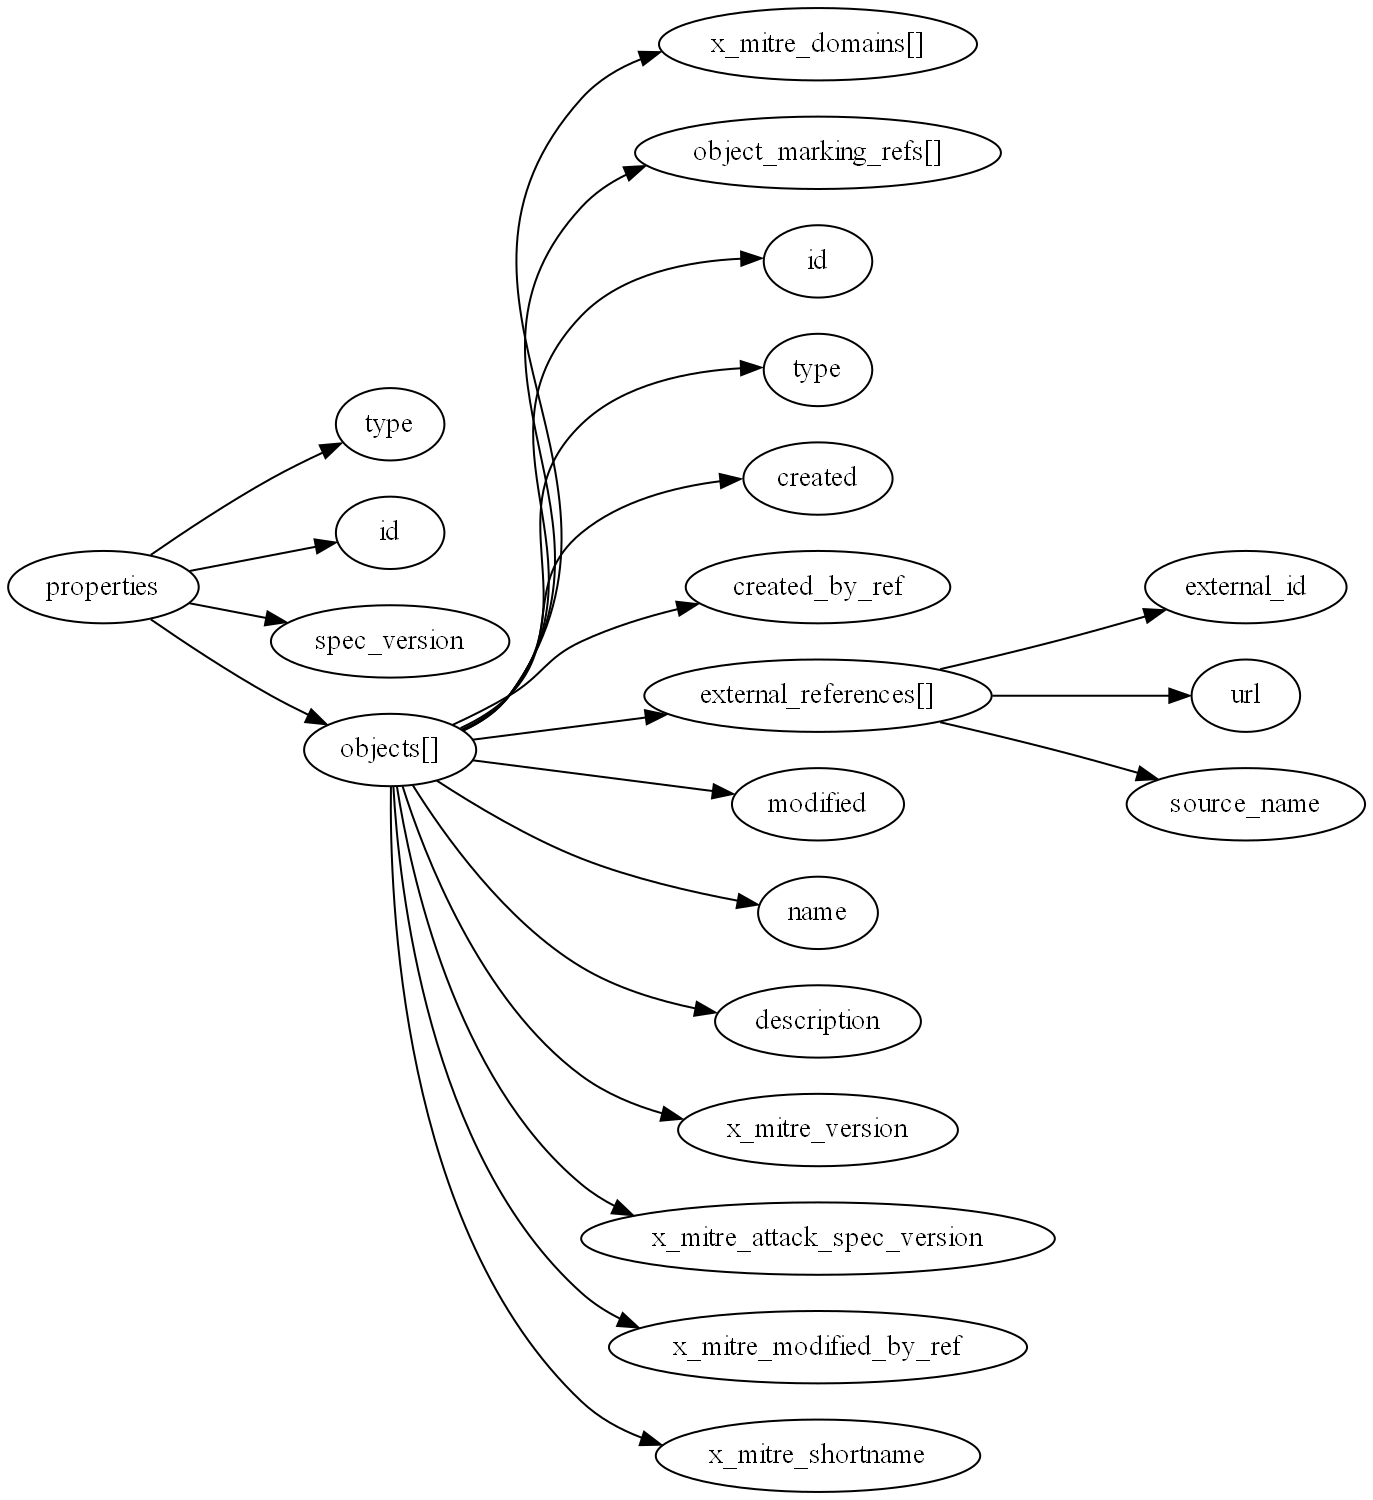 properties
type
id
spec_version
objects[]
x_mitre_domains[]
object_marking_refs[]
id
type
created
created_by_ref
external_references[]
modified
name
description
x_mitre_version
x_mitre_attack_spec_version
x_mitre_modified_by_ref
x_mitre_shortname
external_id
url
source_name